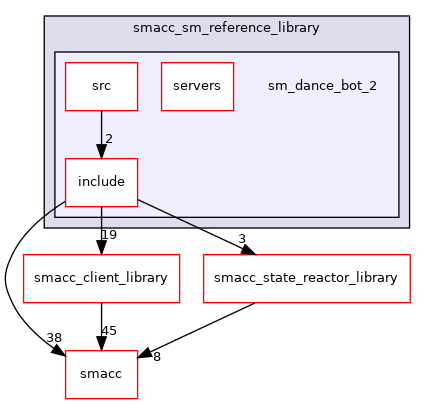 smacc_sm_reference_library
src
servers
sm_dance_bot_2
2
include
19
3
smacc_client_library
smacc_state_reactor_library
38
45
8
smacc